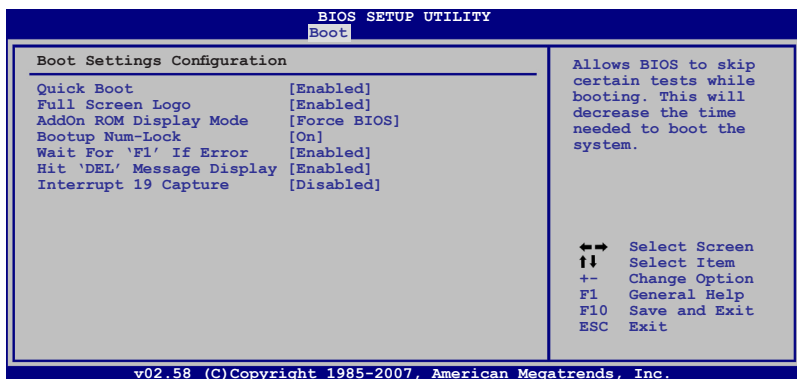 BIOS SETUP UTILITY
Boot
Boot Settings Configuration
Quick Boot [Enabled]
Full Screen Logo [Enabled]
AddOn ROM Display Mode [Force BIOS]
Bootup Num-Lock [On]
Wait For ‘F1’ If Error [Enabled]
Hit ‘DEL’ Message Display [Enabled]
Interrupt 19 Capture [Disabled]
Allows BIOS to skip
certain tests while
booting. This will
decrease the time
needed to boot the
system.
←→ Select Screen
↑↓ Select Item
+- Change Option
F1 General Help
F10 Save and Exit
ESC Exit
v02.58 (C)Copyright 1985-2007, American Megatrends, Inc.